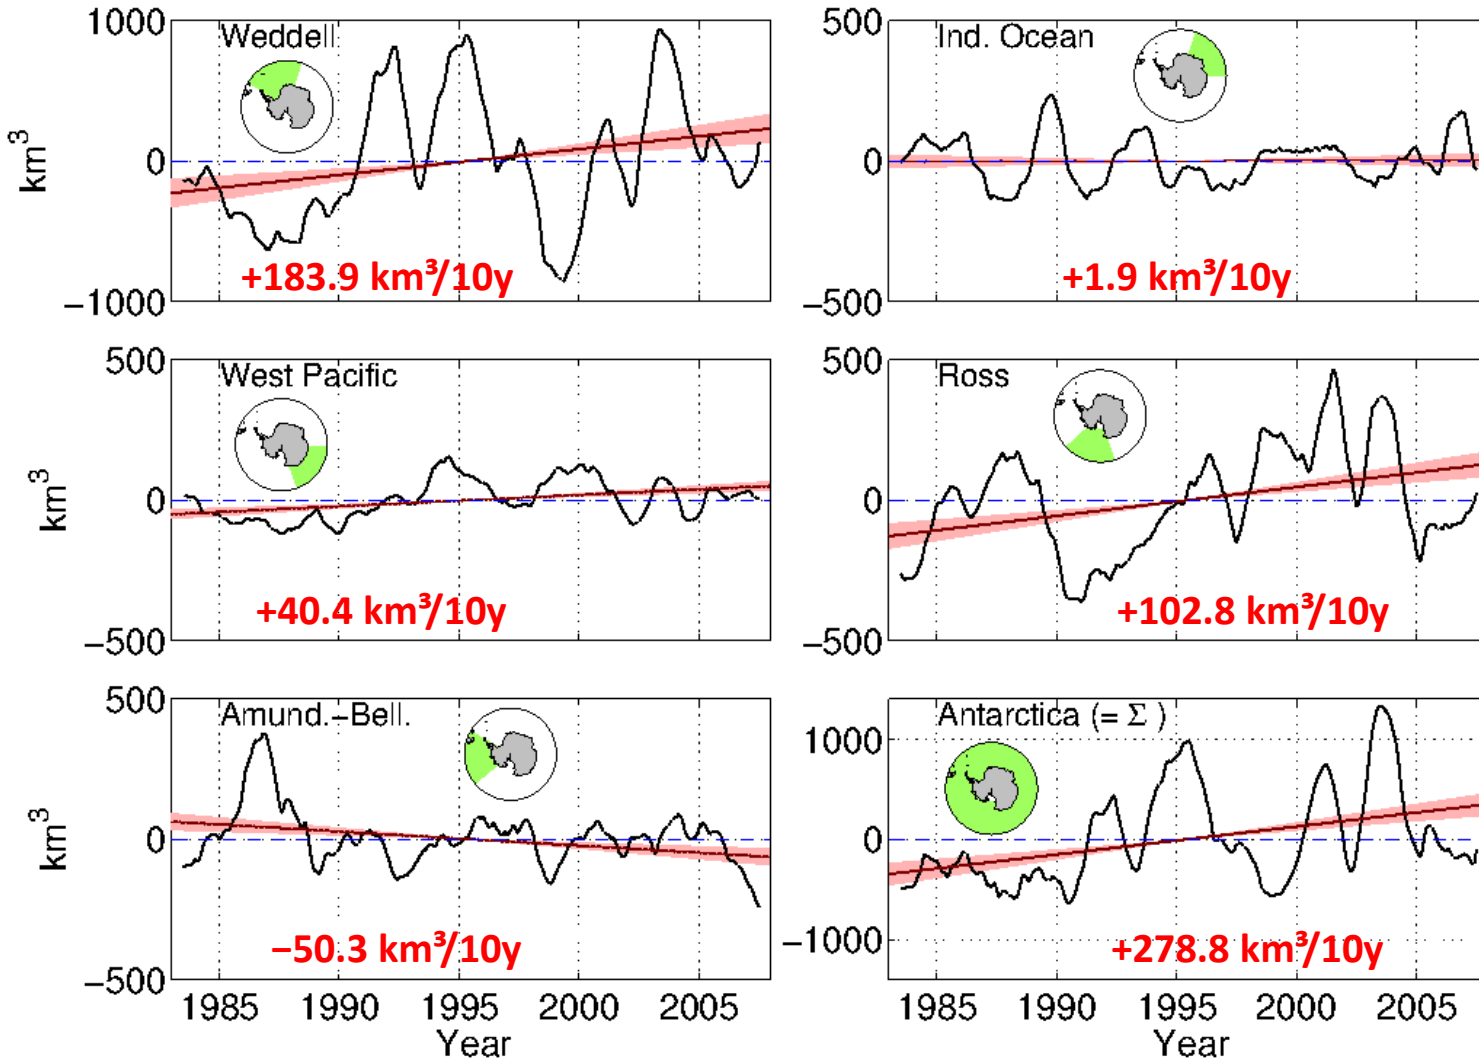 1000
0
−1000
km³
Weddell
+183.9 km³/10y
500
0
−500
Ind. Ocean
+1.9 km³/10y
500
0
−500
km³
West Pacific
+40.4 km³/10y
500
0
−500
Ross
+102.8 km³/10y
500
0
−500
km³
Amund.−Bell.
−50.3 km³/10y
1985 1990 1995 2000 2005
Year
1000
0
−1000
Antarctica (= Σ )
+278.8 km³/10y
1985 1990 1995 2000 2005
Year